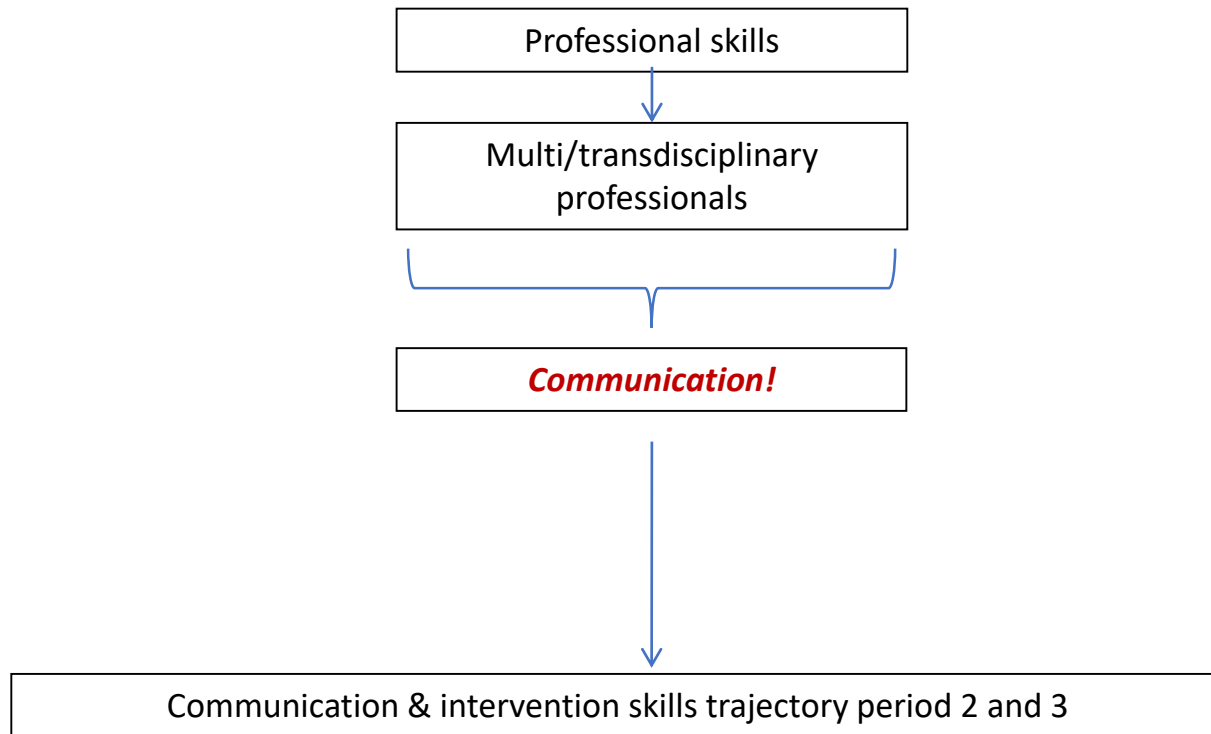 Professional skills
Multi/transdisciplinary
professionals
Communication!
Communication & intervention skills trajectory period 2 and 3